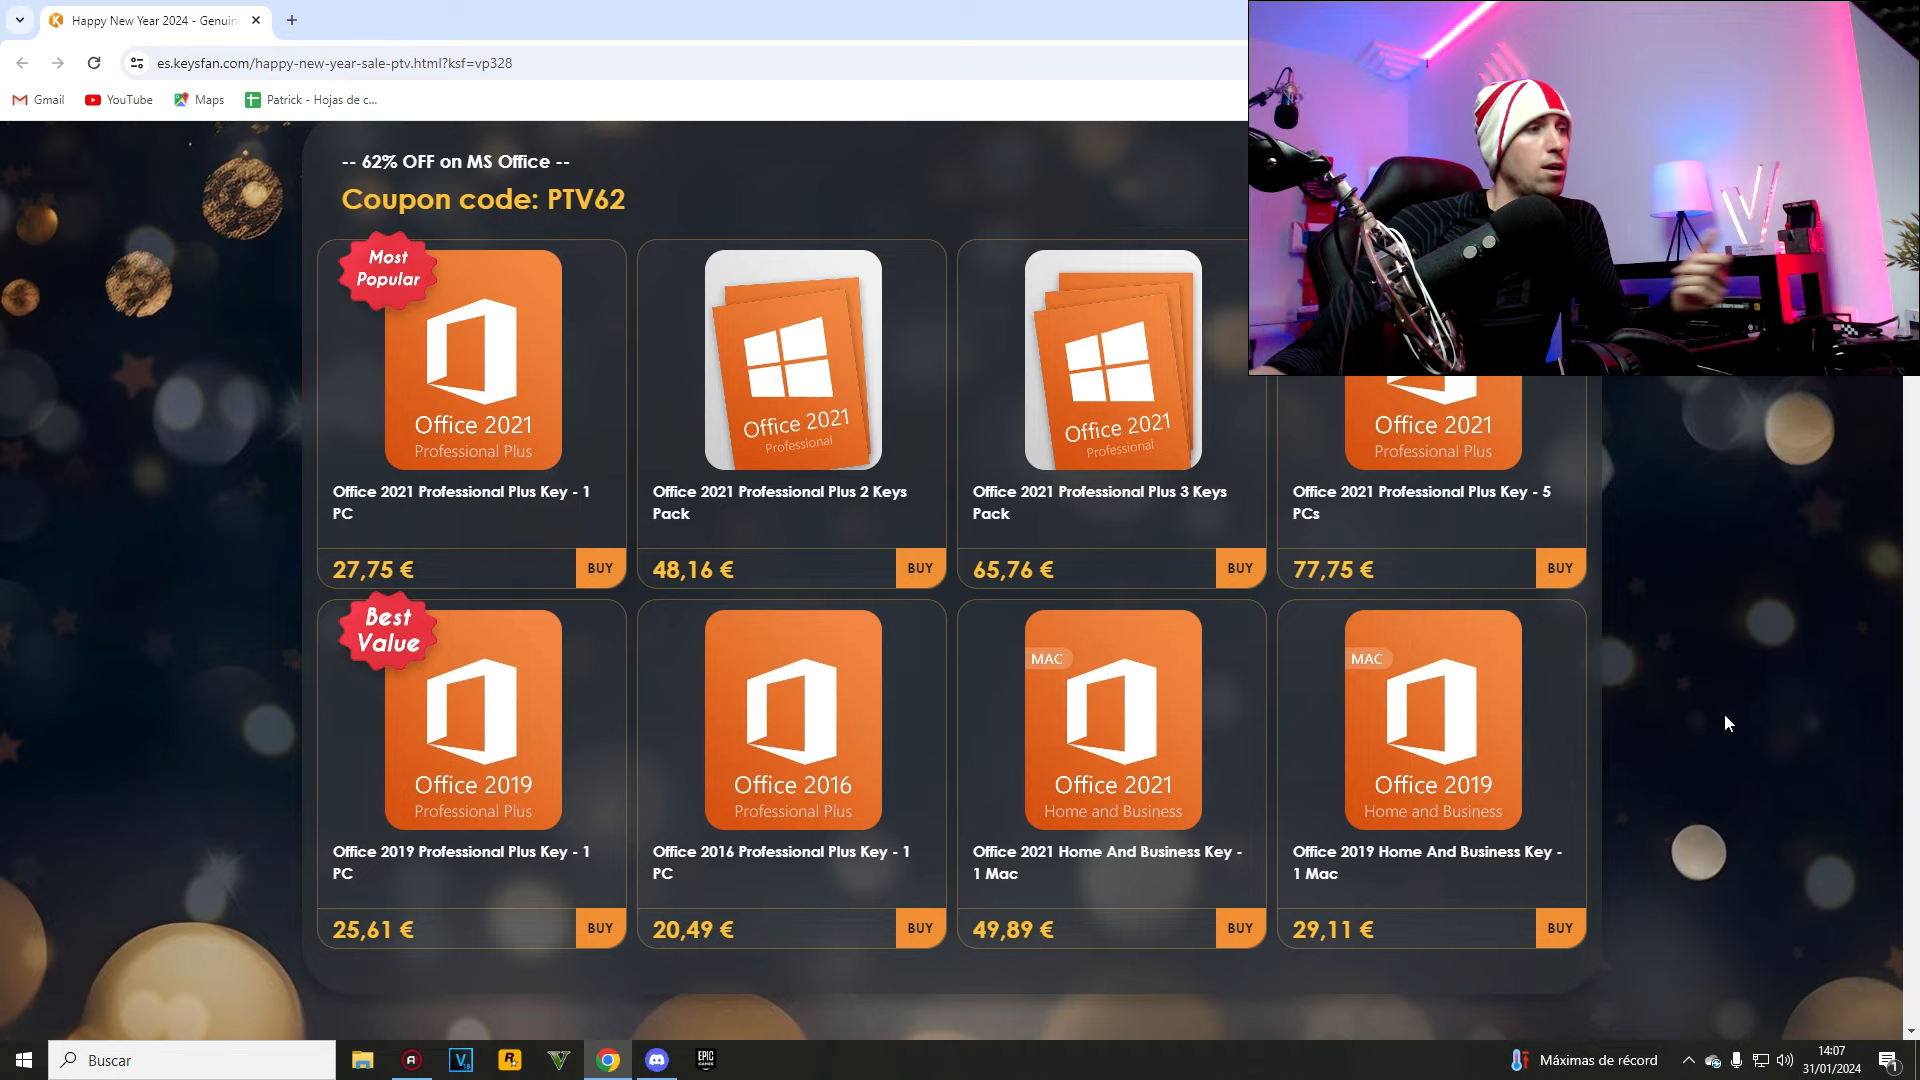 Happy New Year 2024 - Genuin
es.keysfan.com/happy-new-year-sale-ptv.html?ksf=vp328
Gmail
YouTube
Maps
Patrick - Hojas de c...
-- 62% OFF on MS Office --
Coupon code: PTV62
Most
Popular
Office 2021
Professional Plus
Office 2021 Professional Plus Key - 1
PC
27,75 €
BUY
Office 2021
Professional
Office 2021 Professional Plus 2 Keys
Pack
48,16 €
BUY
Office 2021
Professional
Office 2021 Professional Plus 3 Keys
Pack
65,76 €
BUY
Office 2021
Professional Plus
Office 2021 Professional Plus Key - 5
PCs
77,75 €
BUY
Best
Value
Office 2019
Professional Plus
Office 2019 Professional Plus Key - 1
PC
25,61 €
BUY
Office 2016
Professional Plus
Office 2016 Professional Plus Key - 1
PC
20,49 €
BUY
MAC
Office 2021
Home and Business
Office 2021 Home And Business Key -
1 Mac
49,89 €
BUY
MAC
Office 2019
Home and Business
Office 2019 Home And Business Key -
1 Mac
29,11 €
BUY
Buscar
EPIC
GAMES
Máximas de récord
14:07
31/01/2024
1